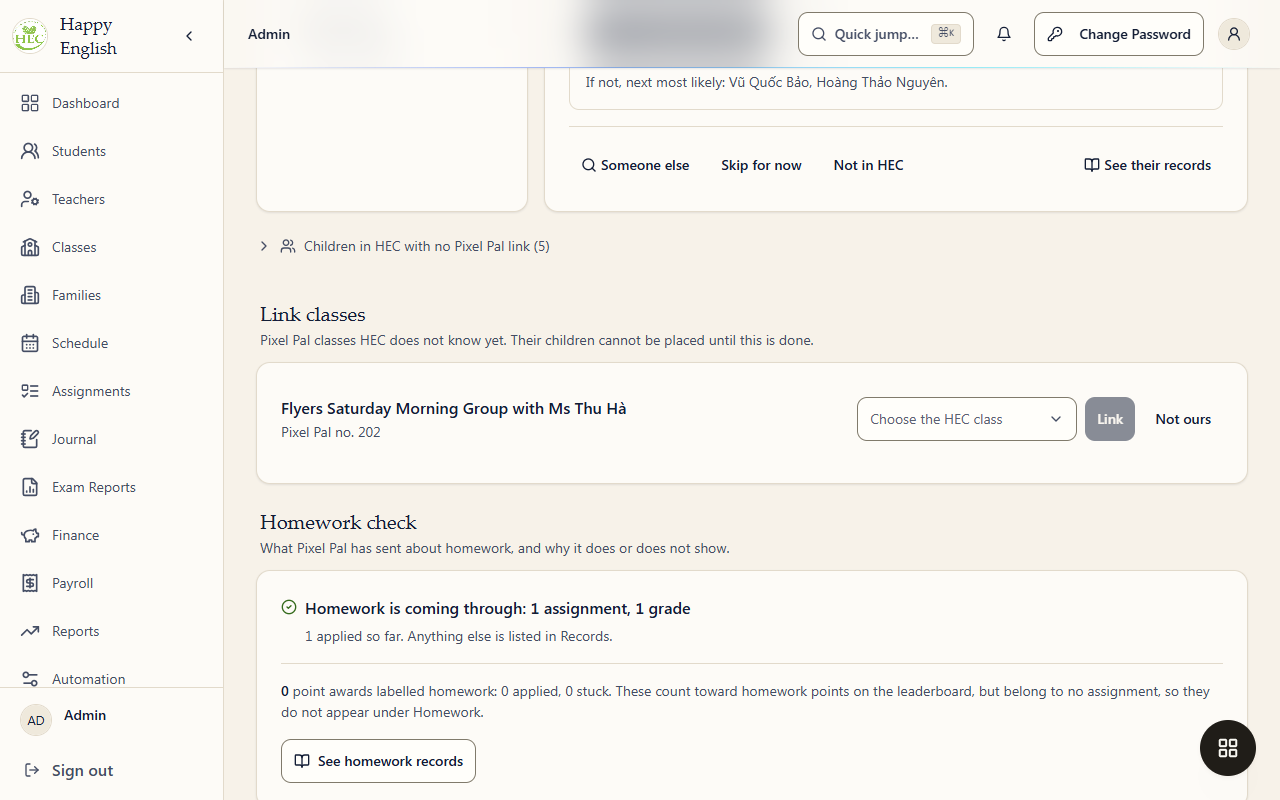 Happy
English
HEC
Admin
Quick jump...
⌘K
Change Password
Dashboard
Students
Teachers
Classes
Families
Schedule
Assignments
Journal
Exam Reports
Finance
Payroll
Reports
Automation
AD
Admin
Sign out
If not, next most likely: Vũ Quốc Bảo, Hoàng Thảo Nguyên.
Someone else
Skip for now
Not in HEC
See their records
Children in HEC with no Pixel Pal link (5)
Link classes
Pixel Pal classes HEC does not know yet. Their children cannot be placed until this is done.
Flyers Saturday Morning Group with Ms Thu Hà
Pixel Pal no. 202
Choose the HEC class
Link
Not ours
Homework check
What Pixel Pal has sent about homework, and why it does or does not show.
Homework is coming through: 1 assignment, 1 grade
1 applied so far. Anything else is listed in Records.
0 point awards labelled homework: 0 applied, 0 stuck. These count toward homework points on the leaderboard, but belong to no assignment, so they
do not appear under Homework.
See homework records